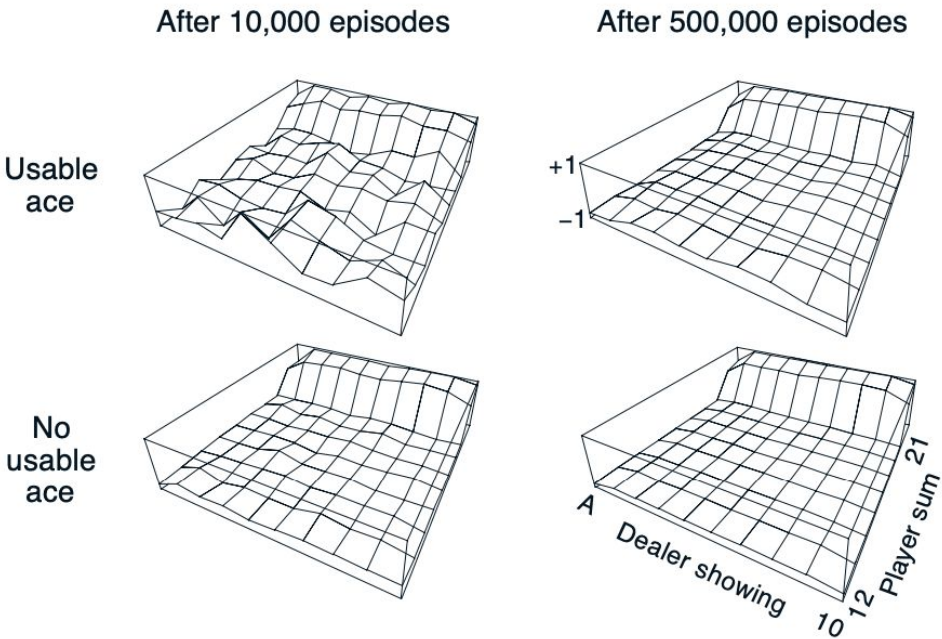 After 10,000 episodes
After 500,000 episodes
Usable
ace
+1
−1
No
usable
ace
A
Dealer showing
10
12
Player sum
21